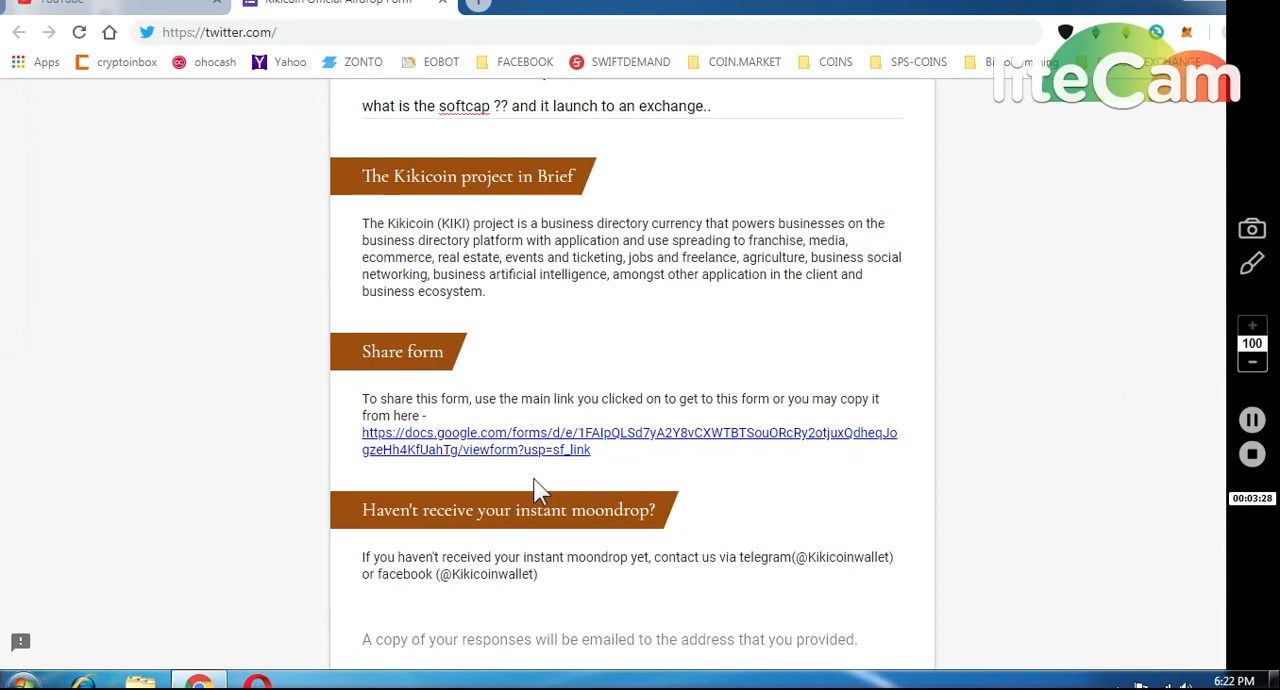 YouTube
Kikicoin Official Airdrop Form
https://twitter.com/
Apps cryptoinbox ohocash Yahoo ZONTO EOBOT FACEBOOK SWIFTDEMAND COIN.MARKET COINS SPS-COINS EXCHANGE
liteCam
what is the softcap ?? and it launch to an exchange..
The Kikicoin project in Brief
The Kikicoin (KIKI) project is a business directory currency that powers businesses on the
business directory platform with application and use spreading to franchise, media,
ecommerce, real estate, events and ticketing, jobs and freelance, agriculture, business social
networking, business artificial intelligence, amongst other application in the client and
business ecosystem.
Share form
To share this form, use the main link you clicked on to get to this form or you may copy it
from here -
https://docs.google.com/forms/d/e/1FAIpQLSd7yA2Y8vCXWTBTSouORcRy2otjuxQdheqJo
gzeHh4KfUahTg/viewform?usp=sf_link
Haven't receive your instant moondrop?
If you haven't received your instant moondrop yet, contact us via telegram(@Kikicoinwallet)
or facebook (@Kikicoinwallet)
A copy of your responses will be emailed to the address that you provided.
100
00:03:28
6:22 PM